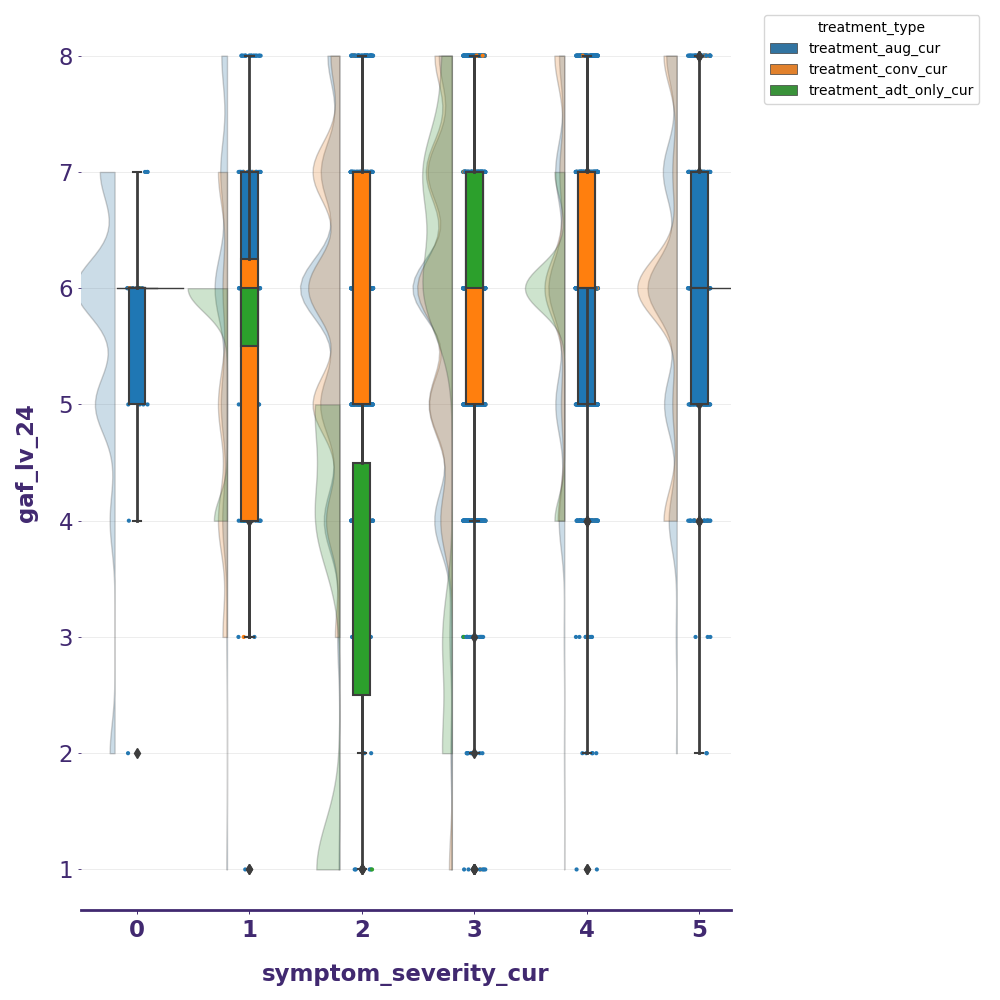 treatment_type
treatment_aug_cur
treatment_conv_cur
treatment_adt_only_cur
gaf_lv_24
8
7
6
5
4
3
2
1
0 1 2 3 4 5
symptom_severity_cur